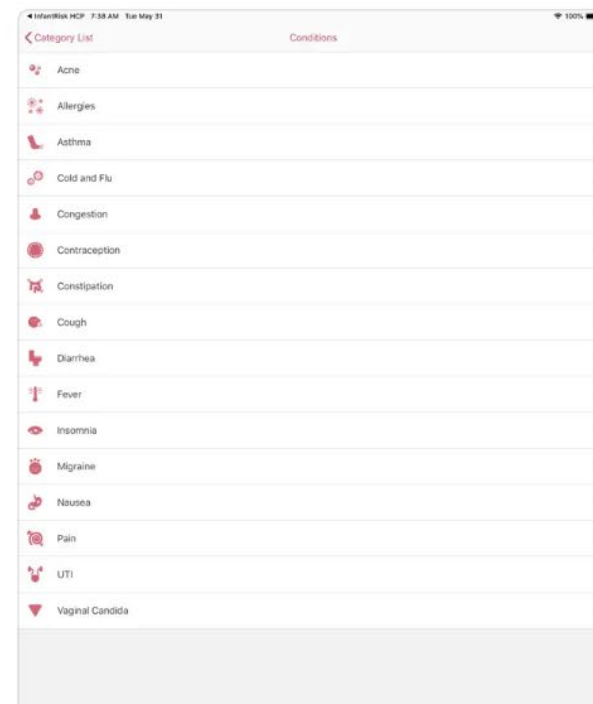 InfantRisk HCP 7:38 AM Tue May 31 100%
Category List Conditions
Acne
Allergies
Asthma
Cold and Flu
Congestion
Contraception
Constipation
Cough
Diarrhea
Fever
Insomnia
Migraine
Nausea
Pain
UTI
Vaginal Candida